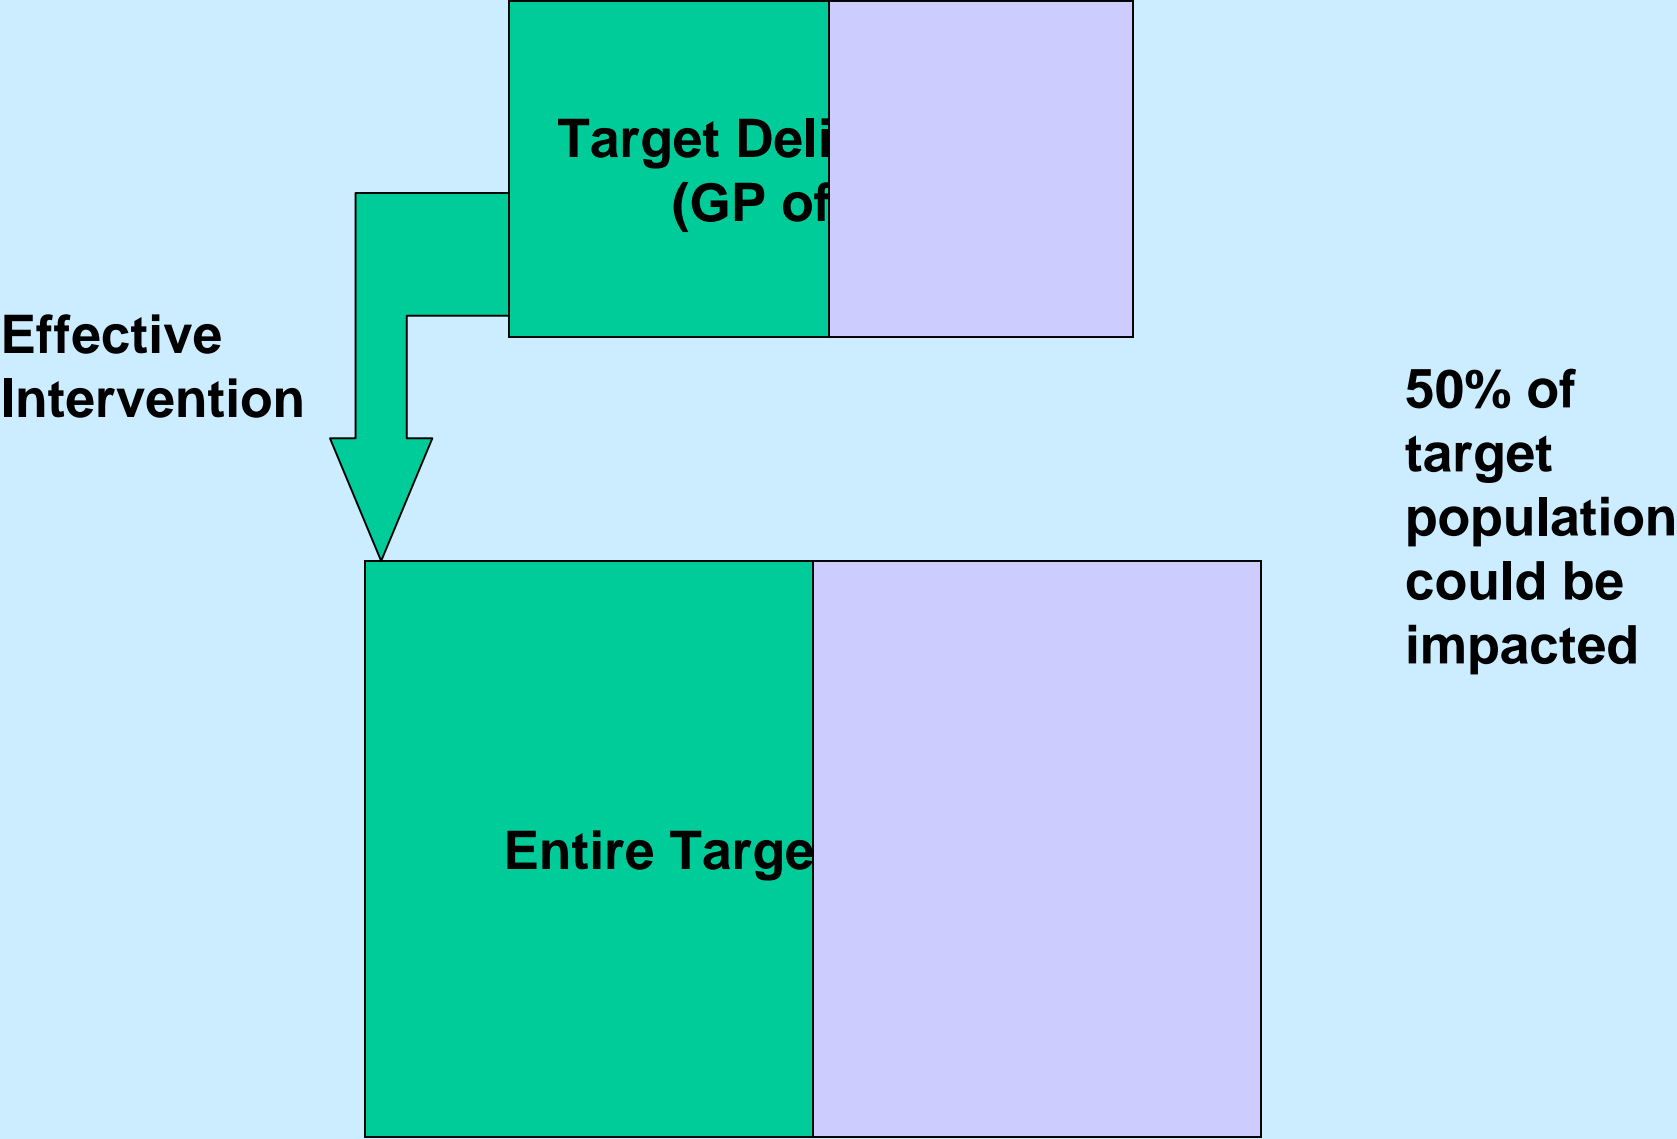 Target Deli
(GP of
Effective
Intervention
50% of
target
population
could be
impacted
Entire Targe